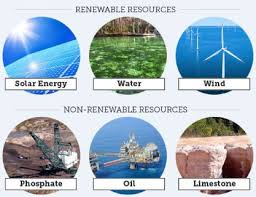 RENEWABLE RESOURCES
Solar Energy
Water
Wind
NON-RENEWABLE RESOURCES
Phosphate
Oil
Limestone